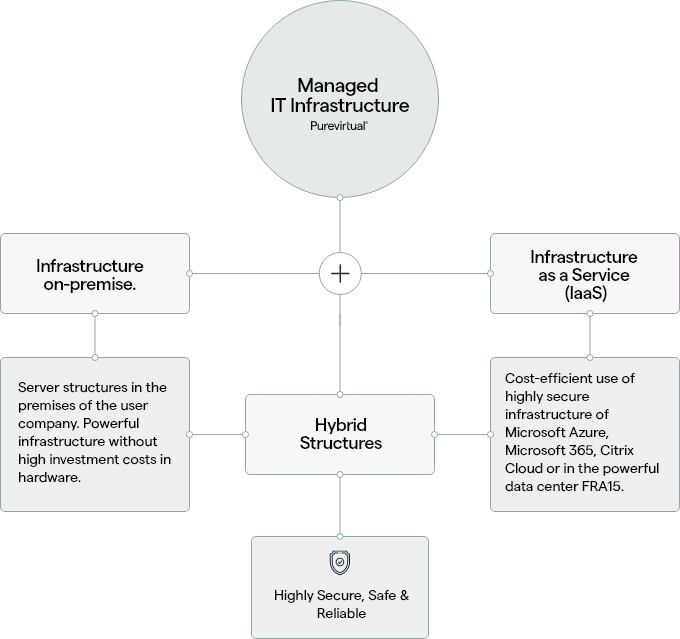 Managed
IT Infrastructure
Purevirtual°
Infrastructure
on-premise.
Infrastructure
as a Service
(IaaS)
Server structures in the
premises of the user
company. Powerful
infrastructure without
high investment costs in
hardware.
Hybrid
Structures
Cost-efficient use of
highly secure
infrastructure of
Microsoft Azure,
Microsoft 365, Citrix
Cloud or in the powerful
data center FRA15.
Highly Secure, Safe &
Reliable